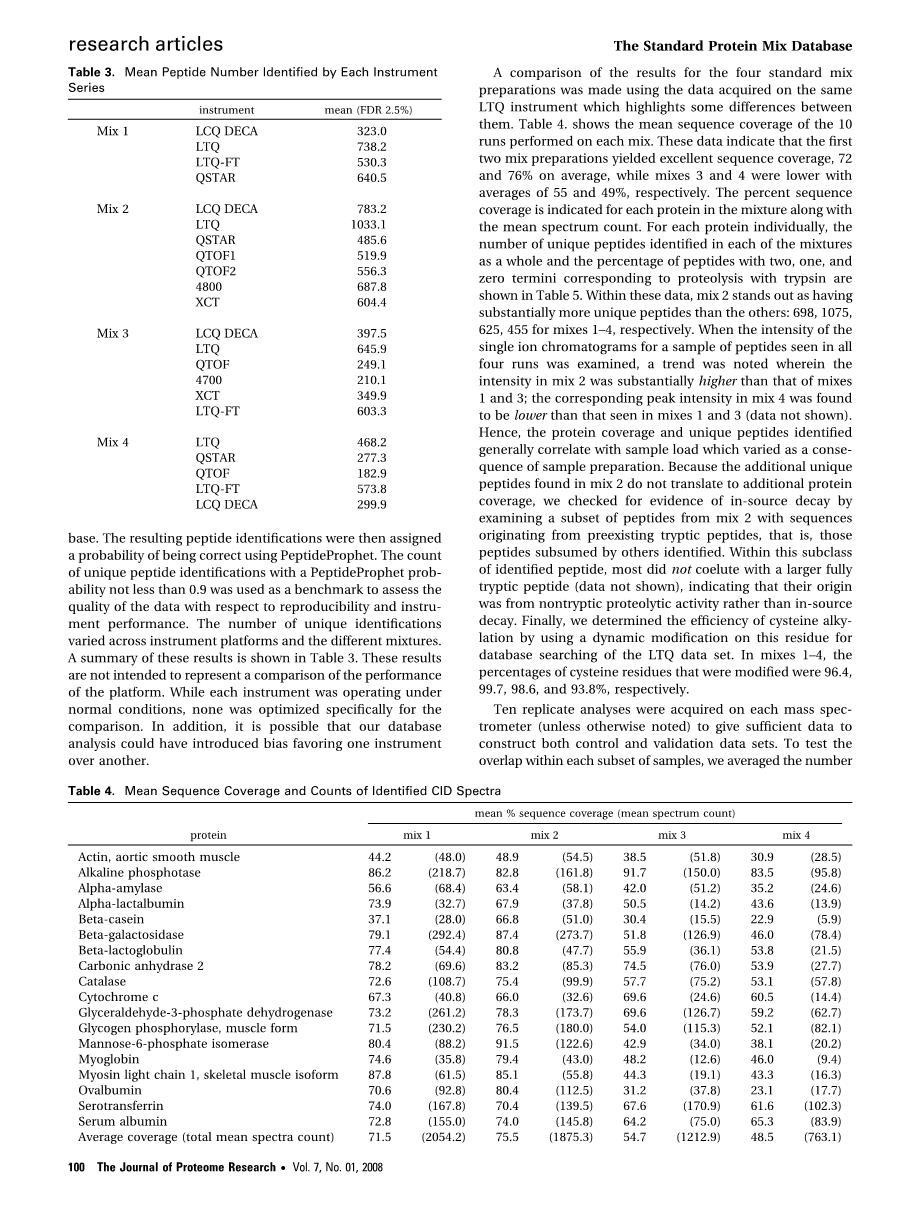 research articles
The Standard Protein Mix Database
Table 3. Mean Peptide Number Identified by Each Instrument
Series
instrument mean (FDR 2.5%)
Mix 1 LCQ DECA 323.0
LTQ 738.2
LTQ-FT 530.3
QSTAR 640.5
Mix 2 LCQ DECA 783.2
LTQ 1033.1
QSTAR 485.6
QTOF1 519.9
QTOF2 556.3
4800 687.8
XCT 604.4
Mix 3 LCQ DECA 397.5
LTQ 645.9
QTOF 249.1
4700 210.1
XCT 349.9
LTQ-FT 603.3
Mix 4 LTQ 468.2
QSTAR 277.3
QTOF 182.9
LTQ-FT 573.8
LCQ DECA 299.9
base. The resulting peptide identifications were then assigned
a probability of being correct using PeptideProphet. The count
of unique peptide identifications with a PeptideProphet prob-
ability not less than 0.9 was used as a benchmark to assess the
quality of the data with respect to reproducibility and instru-
ment performance. The number of unique identifications
varied across instrument platforms and the different mixtures.
A summary of these results is shown in Table 3. These results
are not intended to represent a comparison of the performance
of the platform. While each instrument was operating under
normal conditions, none was optimized specifically for the
comparison. In addition, it is possible that our database
analysis could have introduced bias favoring one instrument
over another.
A comparison of the results for the four standard mix
preparations was made using the data acquired on the same
LTQ instrument which highlights some differences between
them. Table 4. shows the mean sequence coverage of the 10
runs performed on each mix. These data indicate that the first
two mix preparations yielded excellent sequence coverage, 72
and 76% on average, while mixes 3 and 4 were lower with
averages of 55 and 49%, respectively. The percent sequence
coverage is indicated for each protein in the mixture along with
the mean spectrum count. For each protein individually, the
number of unique peptides identified in each of the mixtures
as a whole and the percentage of peptides with two, one, and
zero termini corresponding to proteolysis with trypsin are
shown in Table 5. Within these data, mix 2 stands out as having
substantially more unique peptides than the others: 698, 1075,
625, 455 for mixes 1–4, respectively. When the intensity of the
single ion chromatograms for a sample of peptides seen in all
four runs was examined, a trend was noted wherein the
intensity in mix 2 was substantially higher than that of mixes
1 and 3; the corresponding peak intensity in mix 4 was found
to be lower than that seen in mixes 1 and 3 (data not shown).
Hence, the protein coverage and unique peptides identified
generally correlate with sample load which varied as a conse-
quence of sample preparation. Because the additional unique
peptides found in mix 2 do not translate to additional protein
coverage, we checked for evidence of in-source decay by
examining a subset of peptides from mix 2 with sequences
originating from preexisting tryptic peptides, that is, those
peptides subsumed by others identified. Within this subclass
of identified peptide, most did not coelute with a larger fully
tryptic peptide (data not shown), indicating that their origin
was from nontryptic proteolytic activity rather than in-source
decay. Finally, we determined the efficiency of cysteine alky-
lation by using a dynamic modification on this residue for
database searching of the LTQ data set. In mixes 1–4, the
percentages of cysteine residues that were modified were 96.4,
99.7, 98.6, and 93.8%, respectively.
Ten replicate analyses were acquired on each mass spec-
trometer (unless otherwise noted) to give sufficient data to
construct both control and validation data sets. To test the
overlap within each subset of samples, we averaged the number
Table 4. Mean Sequence Coverage and Counts of Identified CID Spectra
mean % sequence coverage (mean spectrum count)
protein mix 1 mix 2 mix 3 mix 4
Actin, aortic smooth muscle 44.2 (48.0) 48.9 (54.5) 38.5 (51.8) 30.9 (28.5)
Alkaline phosphotase 86.2 (218.7) 82.8 (161.8) 91.7 (150.0) 83.5 (95.8)
Alpha-amylase 56.6 (68.4) 63.4 (58.1) 42.0 (51.2) 35.2 (24.6)
Alpha-lactalbumin 73.9 (32.7) 67.9 (37.8) 50.5 (14.2) 43.6 (13.9)
Beta-casein 37.1 (28.0) 66.8 (51.0) 30.4 (15.5) 22.9 (5.9)
Beta-galactosidase 79.1 (292.4) 87.4 (273.7) 51.8 (126.9) 46.0 (78.4)
Beta-lactoglobulin 77.4 (54.4) 80.8 (47.7) 55.9 (36.1) 53.8 (21.5)
Carbonic anhydrase 2 78.2 (69.6) 83.2 (85.3) 74.5 (76.0) 53.9 (27.7)
Catalase 72.6 (108.7) 75.4 (99.9) 57.7 (75.2) 53.1 (57.8)
Cytochrome c 67.3 (40.8) 66.0 (32.6) 69.6 (24.6) 60.5 (14.4)
Glyceraldehyde-3-phosphate dehydrogenase 73.2 (261.2) 78.3 (173.7) 69.6 (126.7) 59.2 (62.7)
Glycogen phosphorylase, muscle form 71.5 (230.2) 76.5 (180.0) 54.0 (115.3) 52.1 (82.1)
Mannose-6-phosphate isomerase 80.4 (88.2) 91.5 (122.6) 42.9 (34.0) 38.1 (20.2)
Myoglobin 74.6 (35.8) 79.4 (43.0) 48.2 (12.6) 46.0 (9.4)
Myosin light chain 1, skeletal muscle isoform 87.8 (61.5) 85.1 (55.8) 44.3 (19.1) 43.3 (16.3)
Ovalbumin 70.6 (92.8) 80.4 (112.5) 31.2 (37.8) 23.1 (17.7)
Serotransferrin 74.0 (167.8) 70.4 (139.5) 67.6 (170.9) 61.6 (102.3)
Serum albumin 72.8 (155.0) 74.0 (145.8) 64.2 (75.0) 65.3 (83.9)
Average coverage (total mean spectra count) 71.5 (2054.2) 75.5 (1875.3) 54.7 (1212.9) 48.5 (763.1)
100 The Journal of Proteome Research • Vol. 7, No. 01, 2008